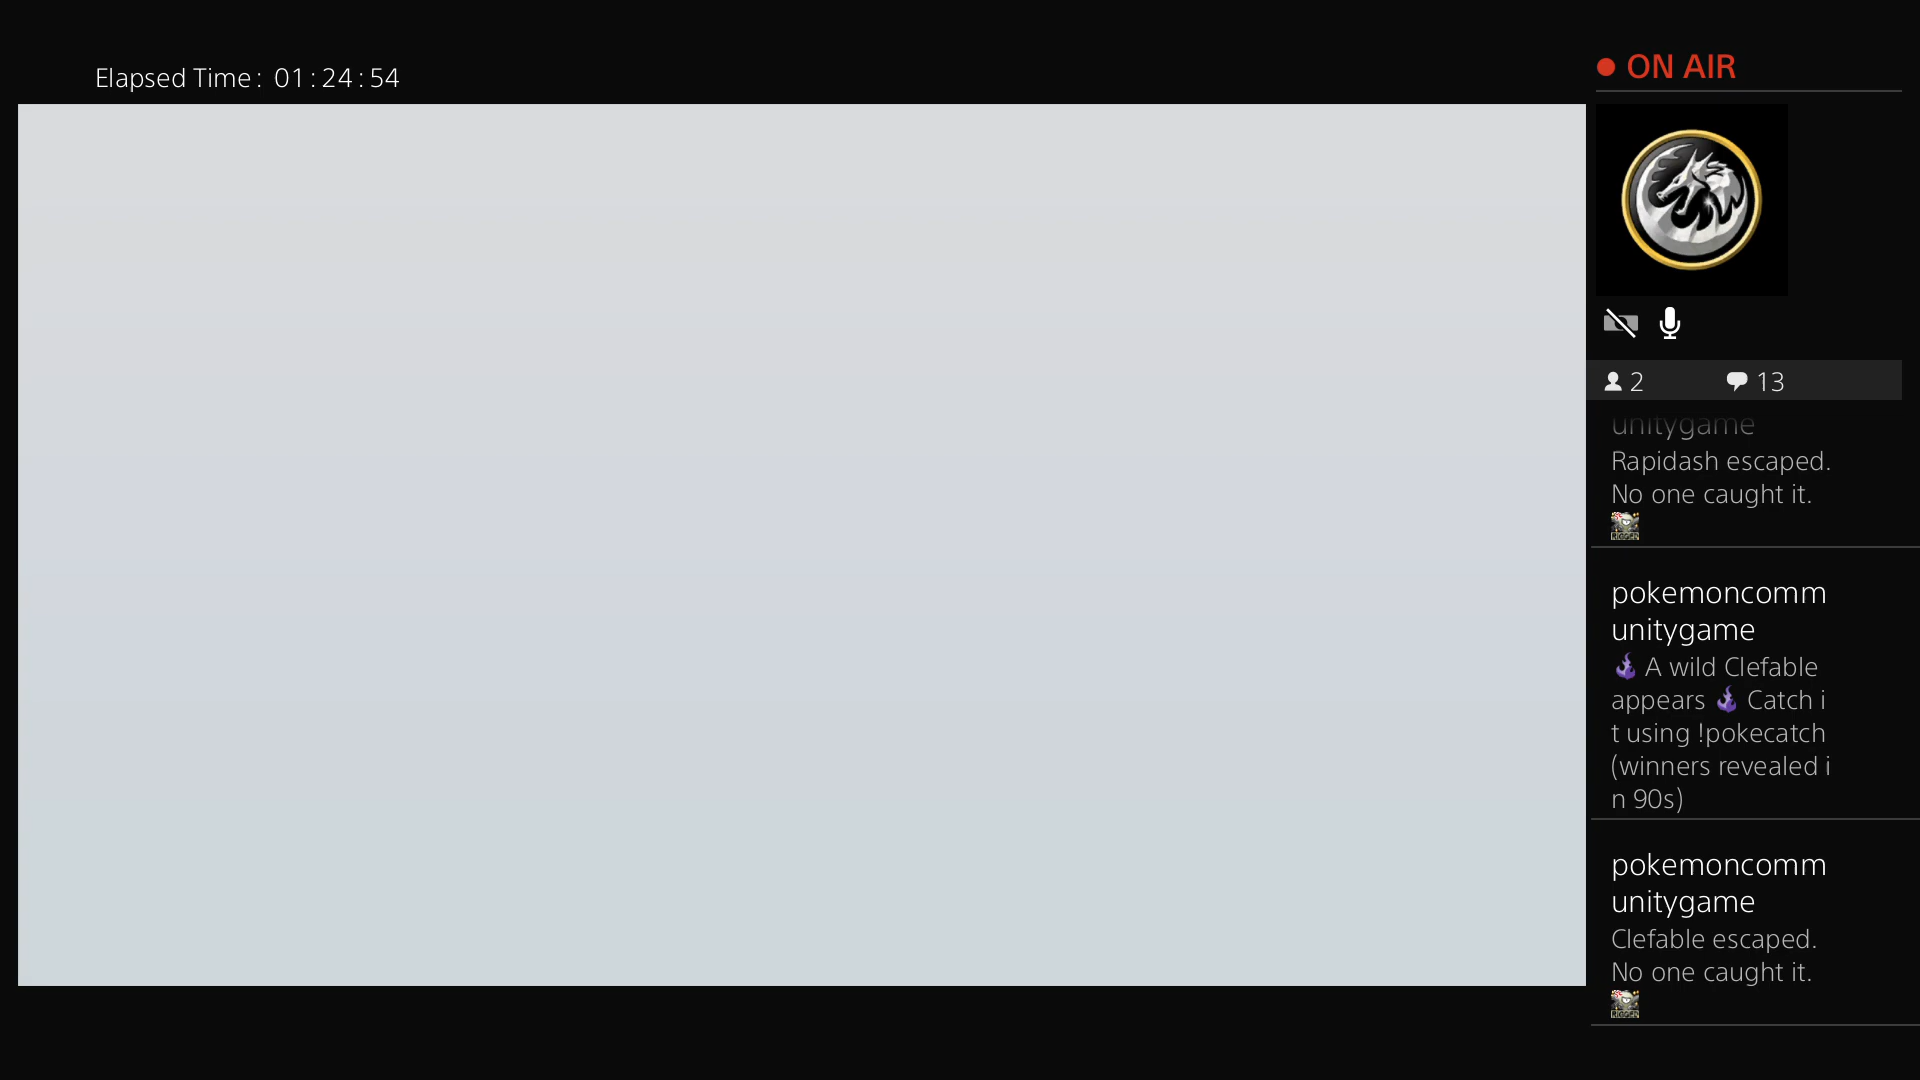 Elapsed Time: 01:24:54
ON AIR
2 13
unitygame
Rapidash escaped.
No one caught it.
pokemoncomm
unitygame
A wild Clefable
appears Catch i
t using !pokecatch
(winners revealed i
n 90s)
pokemoncomm
unitygame
Clefable escaped.
No one caught it.